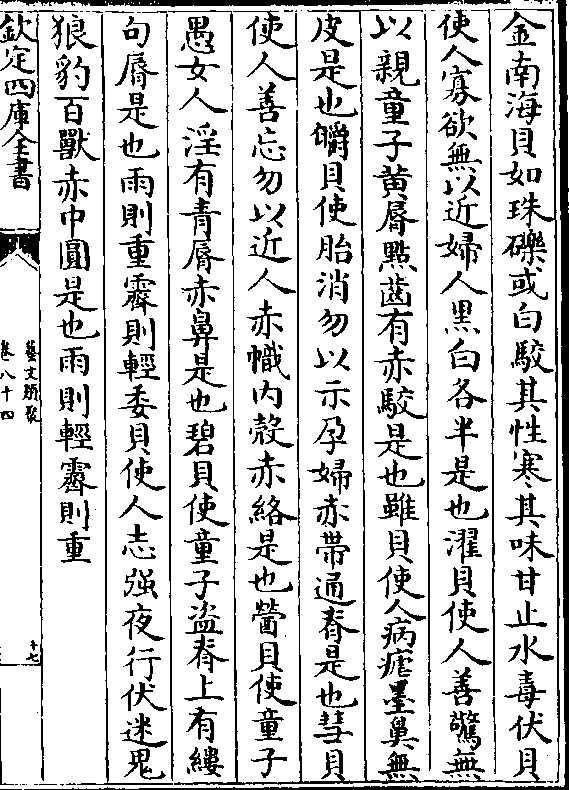 金南海貝如珠礫或白駮其性寒其味甘止水毒伏貝
使人寡欲無以近婦人黒白各半是也濯貝使人善驚無
以親童子黄脣㸃齒有赤駮是也雖貝使人病瘧墨鼻無
皮是也㬭貝使胎消勿以示孕婦赤帶通脊是也彗貝
使人善忘勿以近人赤幟内殻赤絡是也醟貝使童子
愚女人淫有青脣赤鼻是也碧貝使童子盗脊上有縷
句脣是也雨則重霽則輕委貝使人志强夜行伏迷鬼
狼豹百獸赤中圓是也雨則輕霽則重
欽定四庫全書
藝文類聚
卷八十四
十七